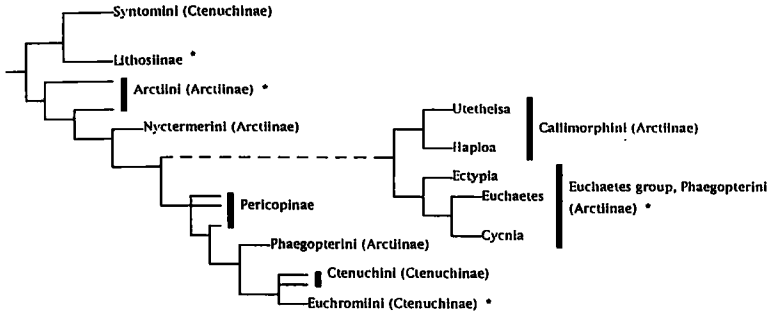 Syntomini (Ctenuchinae)
Lithosiinae *
Arctiini (Arctiinae) *
Nyctermerini (Arctiinae)
Utetheisa
Haploa
Callimorphini (Arctiinae)
Ectypia
Euchaetes
Cycnia
Euchaetes group, Phaegopterini
(Arctiinae) *
Pericopinae
Phaegopterini (Arctiinae)
Ctenuchini (Ctenuchinae)
Euchromiini (Ctenuchinae) *